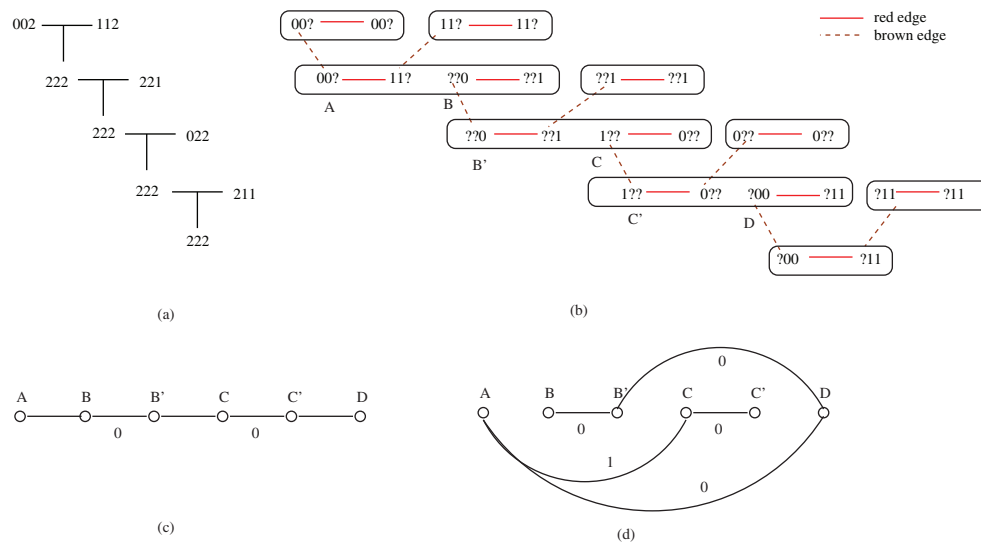 002 112
222 221
222 022
222 211
222
(a)
00? 00? 11? 11?
00? 11? ??0 ??1 ??1 ??1
A B
??0 ??1 1?? 0?? 0?? 0??
B' C
1?? 0?? ?00 ?11 ?11 ?11
C' D
?00 ?11
red edge
brown edge
(b)
A B B' C C' D
0 0
(c)
0
A B B' C C' D
0 0
1
0
(d)